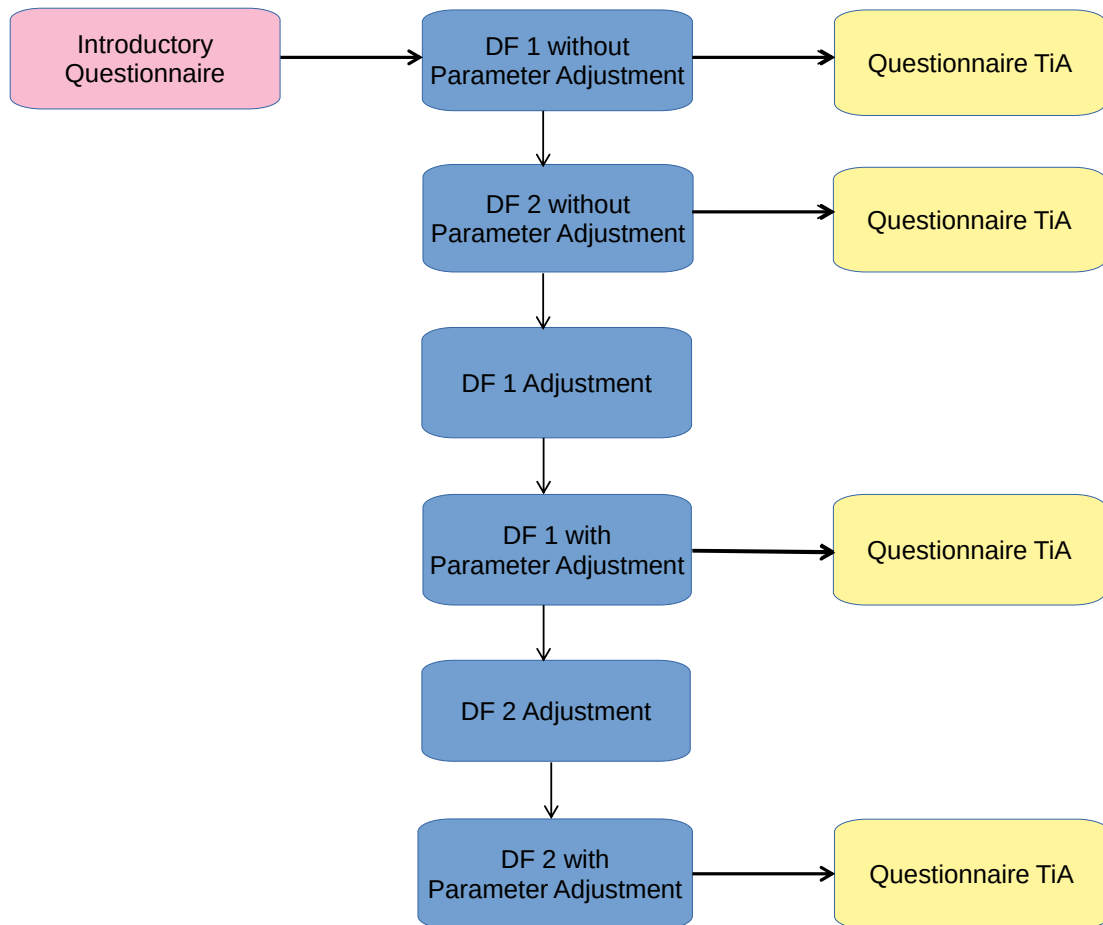 Introductory
Questionnaire
DF 1 without
Parameter Adjustment
Questionnaire TiA
DF 2 without
Parameter Adjustment
Questionnaire TiA
DF 1 Adjustment
DF 1 with
Parameter Adjustment
Questionnaire TiA
DF 2 Adjustment
DF 2 with
Parameter Adjustment
Questionnaire TiA